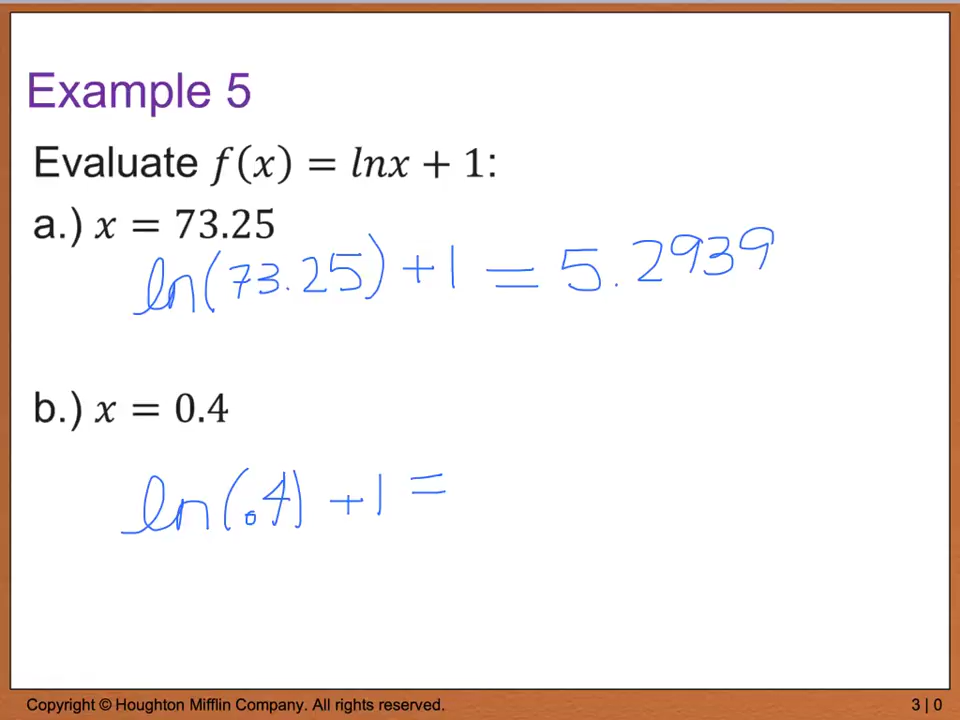 Example 5
Evaluate f(x) = lnx + 1:
a.) x = 73.25
ln(73.25) + 1 = 5.2939
b.) x = 0.4
ln(.4) + 1 =
Copyright © Houghton Mifflin Company. All rights reserved. 3 | 0